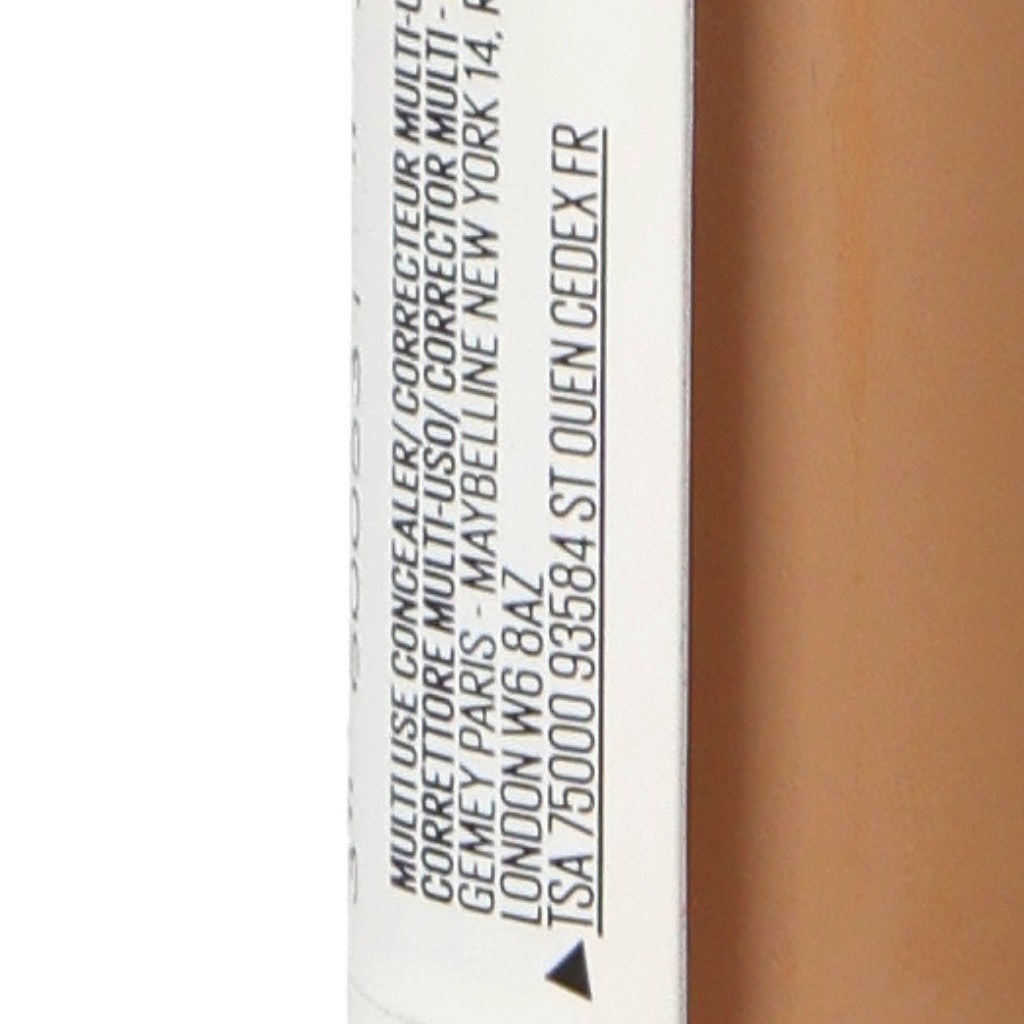 MULTI USE CONCEALER/ CORRECTEUR MULTI-U
CORRETTORE MULTI-USO/ CORRECTOR MULTI -
GEMEY PARIS - MAYBELLINE NEW YORK 14, R
LONDON W6 8AZ
TSA 75000 93584 ST OUEN CEDEX FR